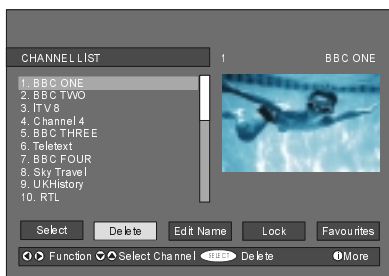 CHANNEL LIST
1 BBC ONE
1. BBC ONE
2. BBC TWO
3. ITV 8
4. Channel 4
5. BBC THREE
6. Teletext
7. BBC FOUR
8. Sky Travel
9. UKHistory
10. RTL
Select Delete Edit Name Lock Favourites
Function Select Channel SELECT Delete i More